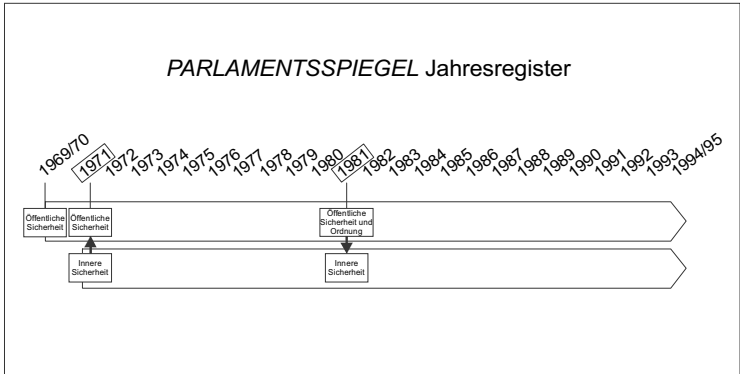 PARLAMENTSSPIEGEL Jahresregister
1969/70
1971
1972
1973
1974
1975
1976
1977
1978
1979
1980
1981
1982
1983
1984
1985
1986
1987
1988
1989
1990
1991
1992
1993
1994/95
Öffentliche
Sicherheit
Öffentliche
Sicherheit
Öffentliche
Sicherheit und
Ordnung
Innere
Sicherheit
Innere
Sicherheit